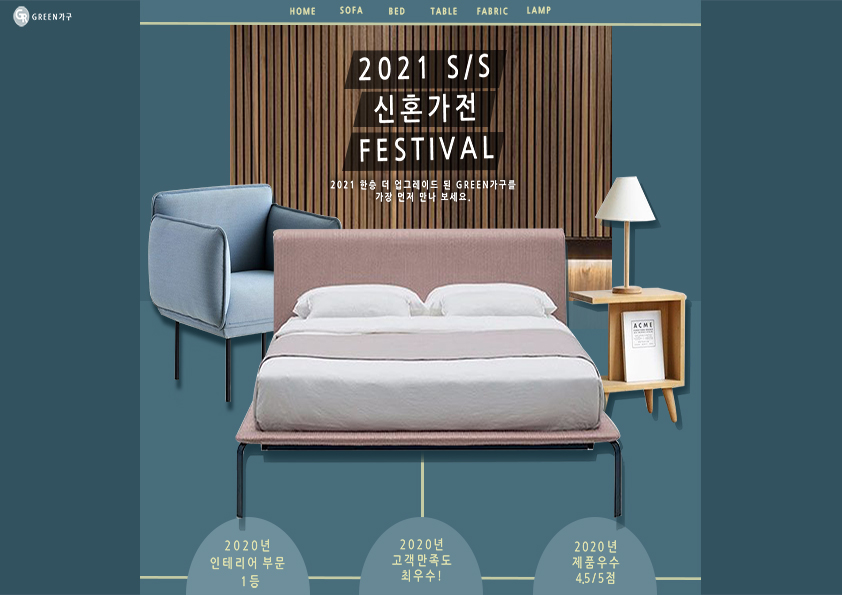 GR GREEN가구
HOME SOFA BED TABLE FABRIC LAMP
2021 S/S
신혼가전
FESTIVAL
2021 한층 더 업그레이드 된 GREEN가구를
가장 먼저 만나 보세요.
ACME
2020년
인테리어 부문
1등
2020년
고객만족도
최우수!
2020년
제품우수
4,5/5점